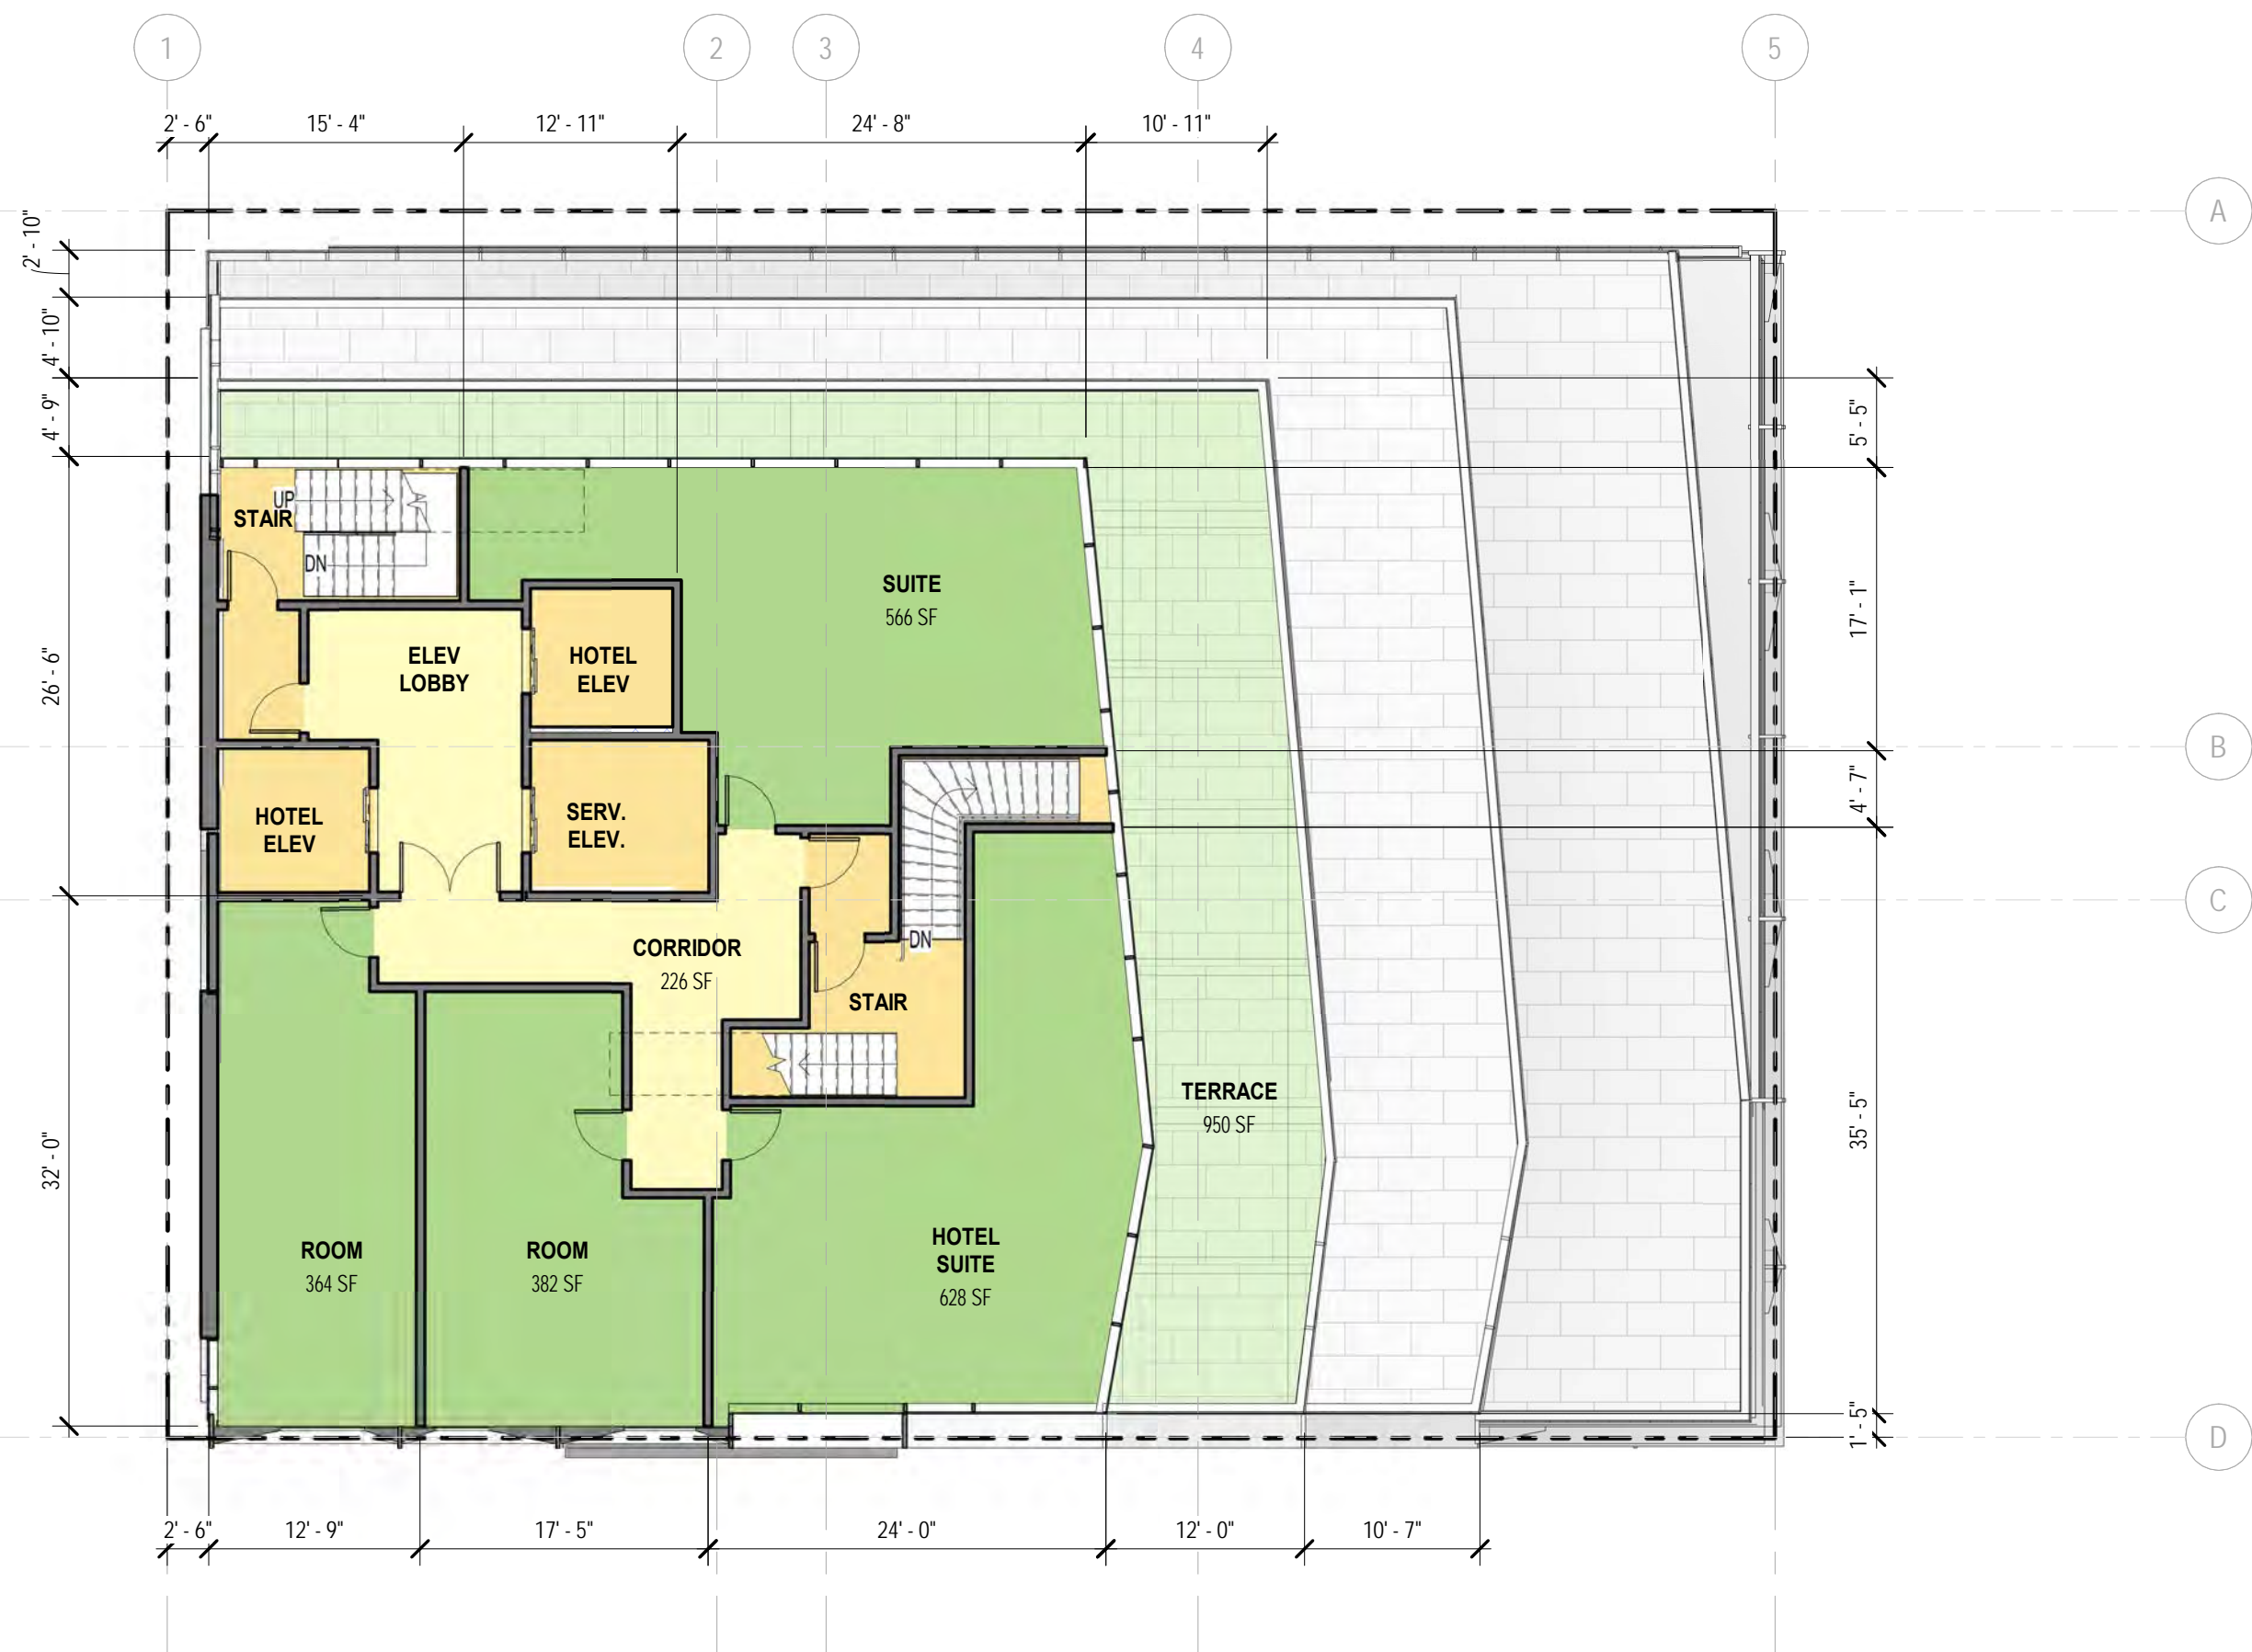 1
2
3
4
5
2' - 6"
15' - 4"
12' - 11"
24' - 8"
10' - 11"
A
2' - 10"
4' - 10"
4' - 9"
5' - 5"
UP
STAIR
DN
SUITE
566 SF
17' - 1"
26' - 6"
ELEV
LOBBY
HOTEL
ELEV
B
HOTEL
ELEV
SERV.
ELEV.
4' - 7"
C
CORRIDOR
226 SF
DN
STAIR
TERRACE
950 SF
35' - 5"
32' - 0"
ROOM
364 SF
ROOM
382 SF
HOTEL
SUITE
628 SF
1' - 5"
D
2' - 6"
12' - 9"
17' - 5"
24' - 0"
12' - 0"
10' - 7"